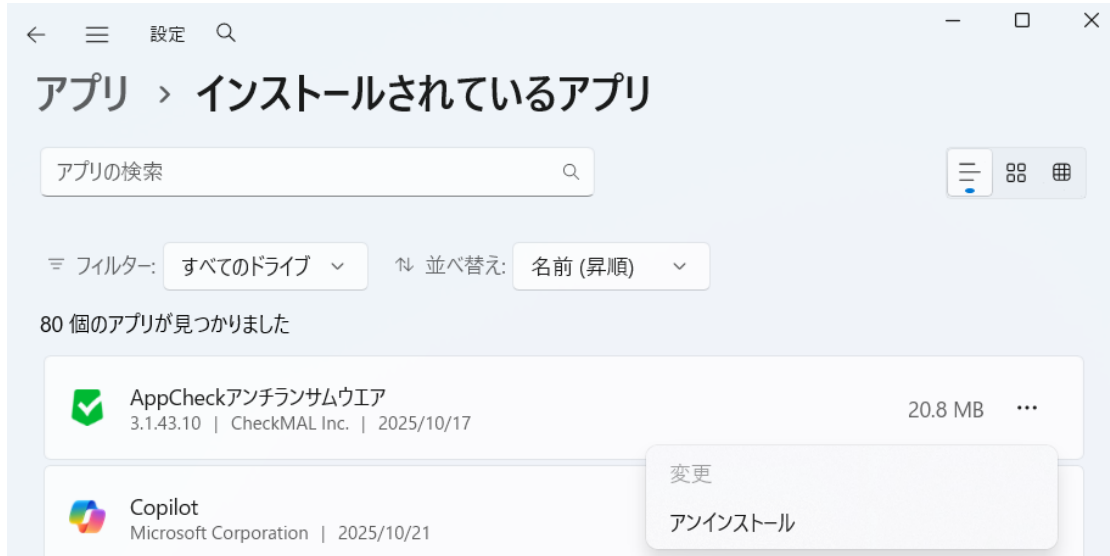 設定
アプリ › インストールされているアプリ
アプリの検索
フィルター: すべてのドライブ 並べ替え: 名前 (昇順)
80 個のアプリが見つかりました
AppCheckアンチランサムウエア
3.1.43.10 | CheckMAL Inc. | 2025/10/17
20.8 MB
変更
アンインストール
Copilot
Microsoft Corporation | 2025/10/21